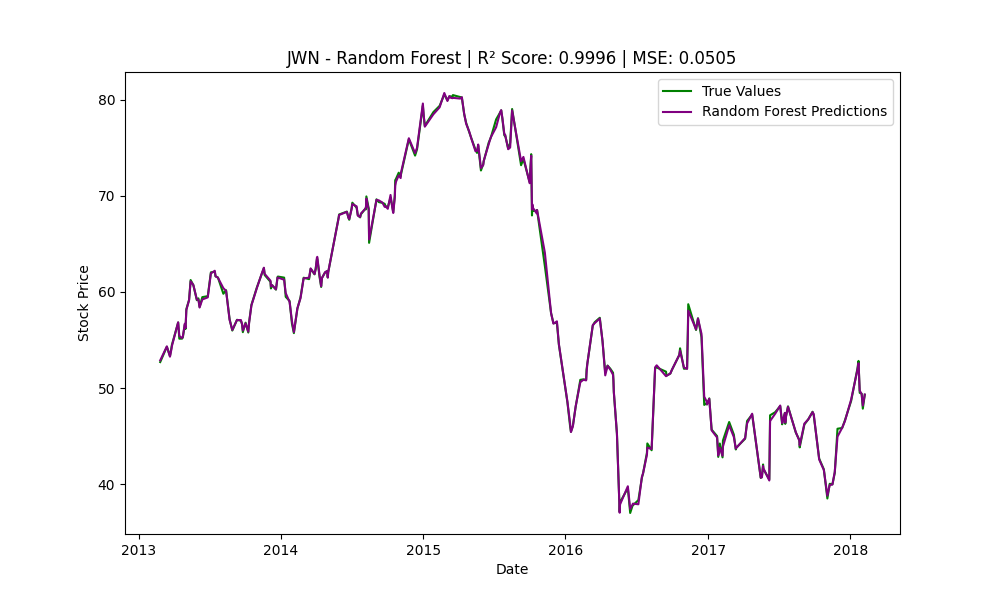 JWN - Random Forest | R² Score: 0.9996 | MSE: 0.0505
True Values
Random Forest Predictions
80
70
60
50
40
Stock Price
2013 2014 2015 2016 2017 2018
Date